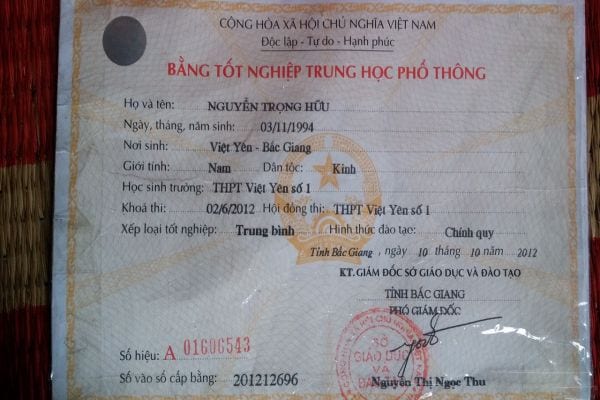 CỘNG HÒA XÃ HỘI CHỦ NGHĨA VIỆT NAM
Độc lập - Tự do - Hạnh phúc
BẰNG TỐT NGHIỆP TRUNG HỌC PHỔ THÔNG
Họ và tên: NGUYỄN TRỌNG HỮU
Ngày, tháng, năm sinh: 03/11/1994
Nơi sinh: Việt Yên - Bắc Giang
Giới tính: Nam Dân tộc: Kinh
Học sinh trường: THPT Việt Yên số 1
Khoá thi: 02/6/2012 Hội đồng thi: THPT Việt Yên số 1
Xếp loại tốt nghiệp: Trung bình Hình thức đào tạo: Chính quy
Tỉnh Bắc Giang, ngày 10 tháng 10 năm 2012
KT. GIÁM ĐỐC SỞ GIÁO DỤC VÀ ĐÀO TẠO
TỈNH BẮC GIANG
PHÓ GIÁM ĐỐC
SỞ
GIÁO DỤC
VÀ
Nguyễn Thị Ngọc Thu
Số hiệu: A 01606543
Số vào sổ cấp bằng: 201212696